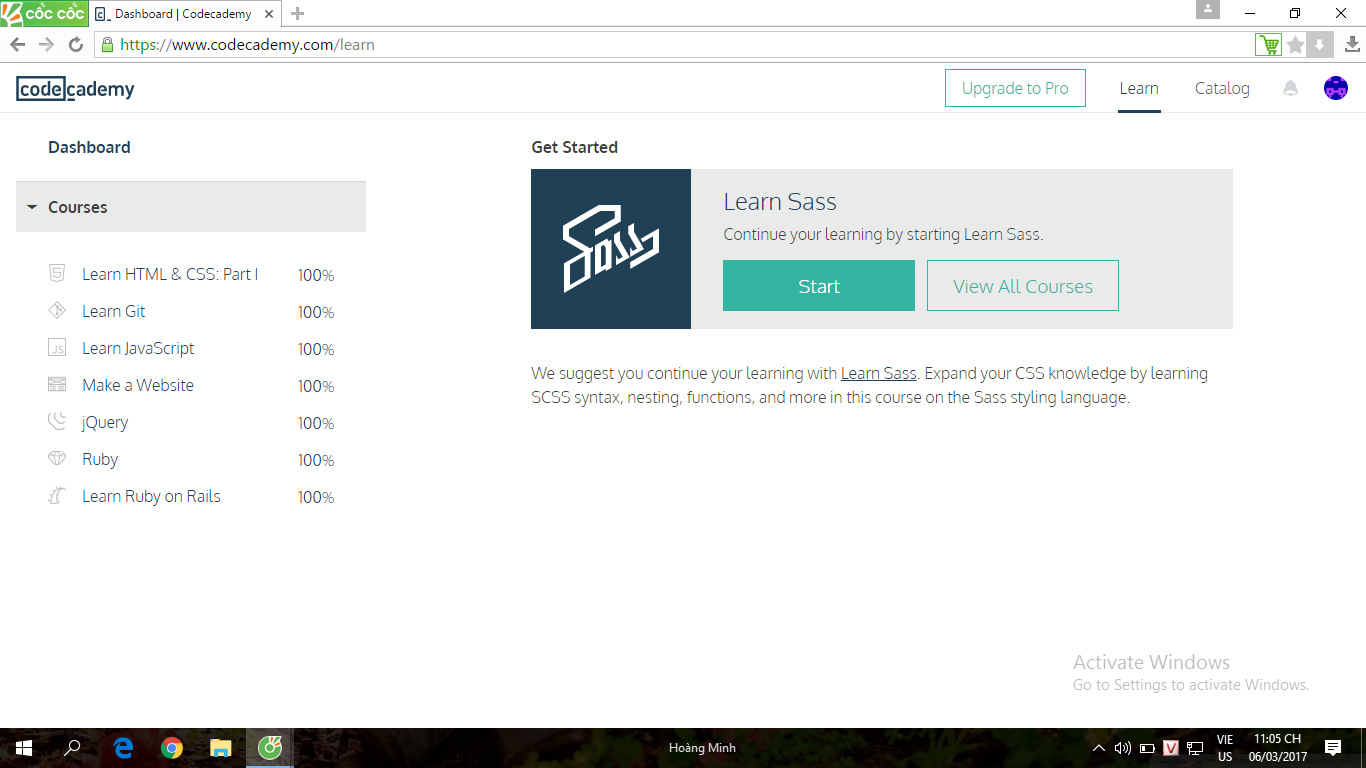 CỐC CỐC
c_ Dashboard | Codecademy
https://www.codecademy.com/learn
codecademy
Upgrade to Pro
Learn
Catalog
Dashboard
Courses
Learn HTML & CSS: Part I 100%
Learn Git 100%
JS Learn JavaScript 100%
Make a Website 100%
jQuery 100%
Ruby 100%
Learn Ruby on Rails 100%
Get Started
Sass
Learn Sass
Continue your learning by starting Learn Sass.
Start
View All Courses
We suggest you continue your learning with Learn Sass. Expand your CSS knowledge by learning
SCSS syntax, nesting, functions, and more in this course on the Sass styling language.
Activate Windows
Go to Settings to activate Windows.
Hoàng Minh
V
VIE
US
11:05 CH
06/03/2017